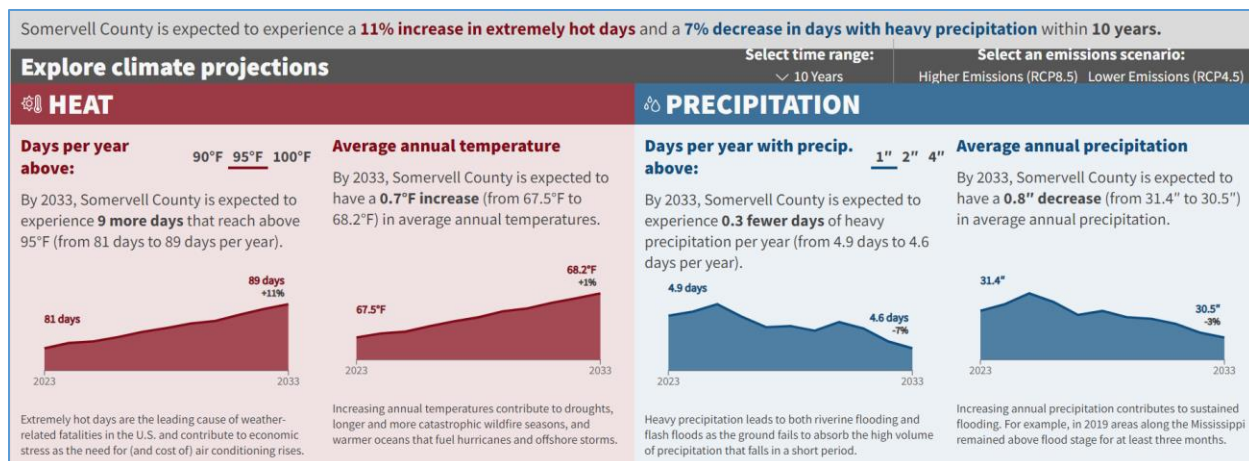 Somervell County is expected to experience a 11% increase in extremely hot days and a 7% decrease in days with heavy precipitation within 10 years.
Explore climate projections
Select time range:
10 Years
Select an emissions scenario:
Higher Emissions (RCP8.5) Lower Emissions (RCP4.5)
HEAT
Days per year
above:
90°F 95°F 100°F
By 2033, Somervell County is expected to
experience 9 more days that reach above
95°F (from 81 days to 89 days per year).
81 days
89 days
+11%
2023
2033
Extremely hot days are the leading cause of weather-
related fatalities in the U.S. and contribute to economic
stress as the need for (and cost of) air conditioning rises.
Average annual temperature
By 2033, Somervell County is expected to
have a 0.7°F increase (from 67.5°F to
68.2°F) in average annual temperatures.
67.5°F
68.2°F
+1%
2023
2033
Increasing annual temperatures contribute to droughts,
longer and more catastrophic wildfire seasons, and
warmer oceans that fuel hurricanes and offshore storms.
PRECIPITATION
Days per year with precip.
above:
1" 2" 4"
By 2033, Somervell County is expected to
experience 0.3 fewer days of heavy
precipitation per year (from 4.9 days to 4.6
days per year).
4.9 days
4.6 days
-7%
2023
2033
Heavy precipitation leads to both riverine flooding and
flash floods as the ground fails to absorb the high volume
of precipitation that falls in a short period.
Average annual precipitation
By 2033, Somervell County is expected to
have a 0.8" decrease (from 31.4" to 30.5")
in average annual precipitation.
31.4"
30.5"
-3%
2023
2033
Increasing annual precipitation contributes to sustained
flooding. For example, in 2019 areas along the Mississippi
remained above flood stage for at least three months.